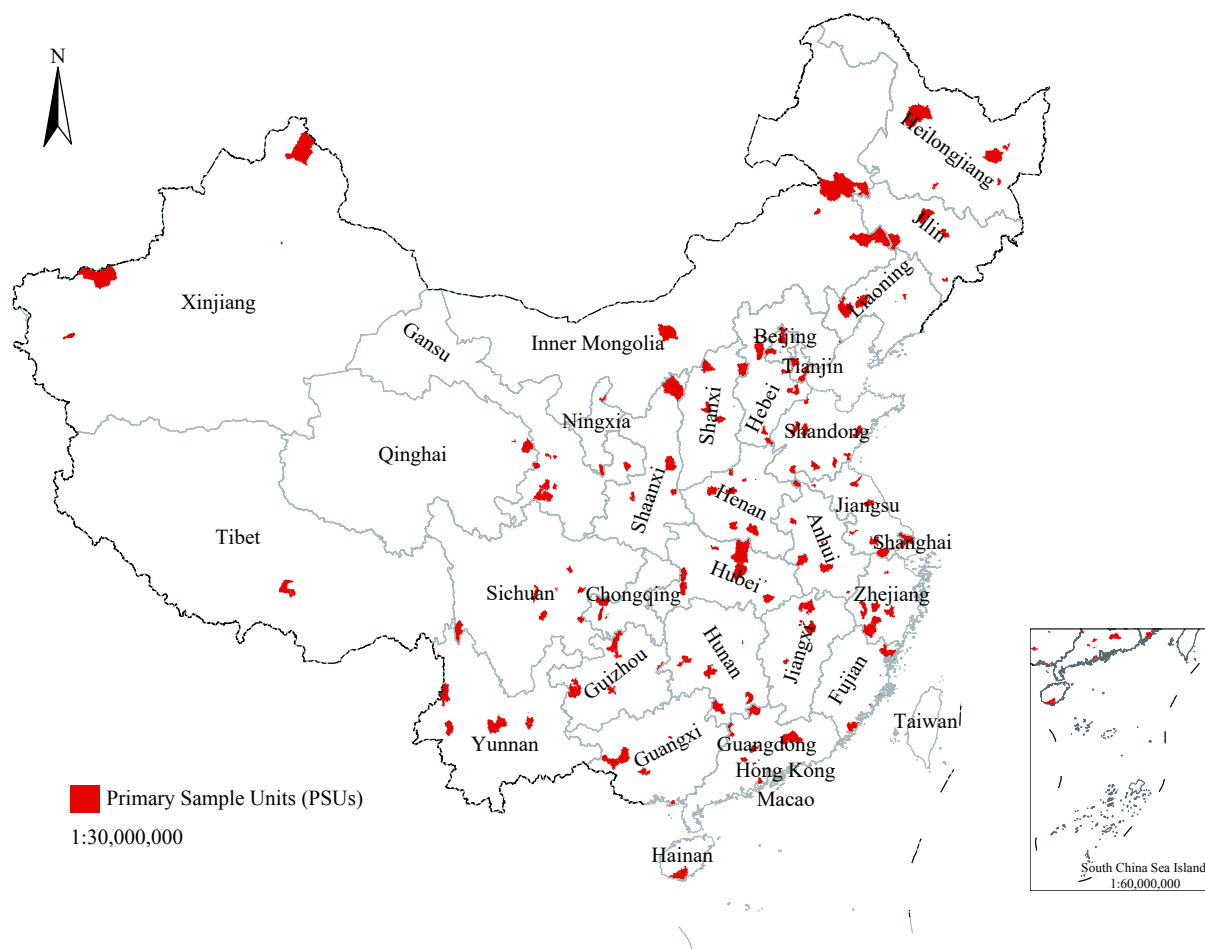 N
Heilongjiang
Jilin
Liaoning
Xinjiang
Gansu
Inner Mongolia
Beijing
Tianjin
Hebei
Shanxi
Ningxia
Shandong
Qinghai
Shaanxi
Henan
Jiangsu
Anhui
Shanghai
Tibet
Hubei
Sichuan
Chongqing
Zhejiang
Hunan
Jiangxi
Fujian
Guizhou
Taiwan
Yunnan
Guangxi
Guangdong
Hong Kong
Macao
Hainan
Primary Sample Units (PSUs)
1:30,000,000
South China Sea Island
1:60,000,000